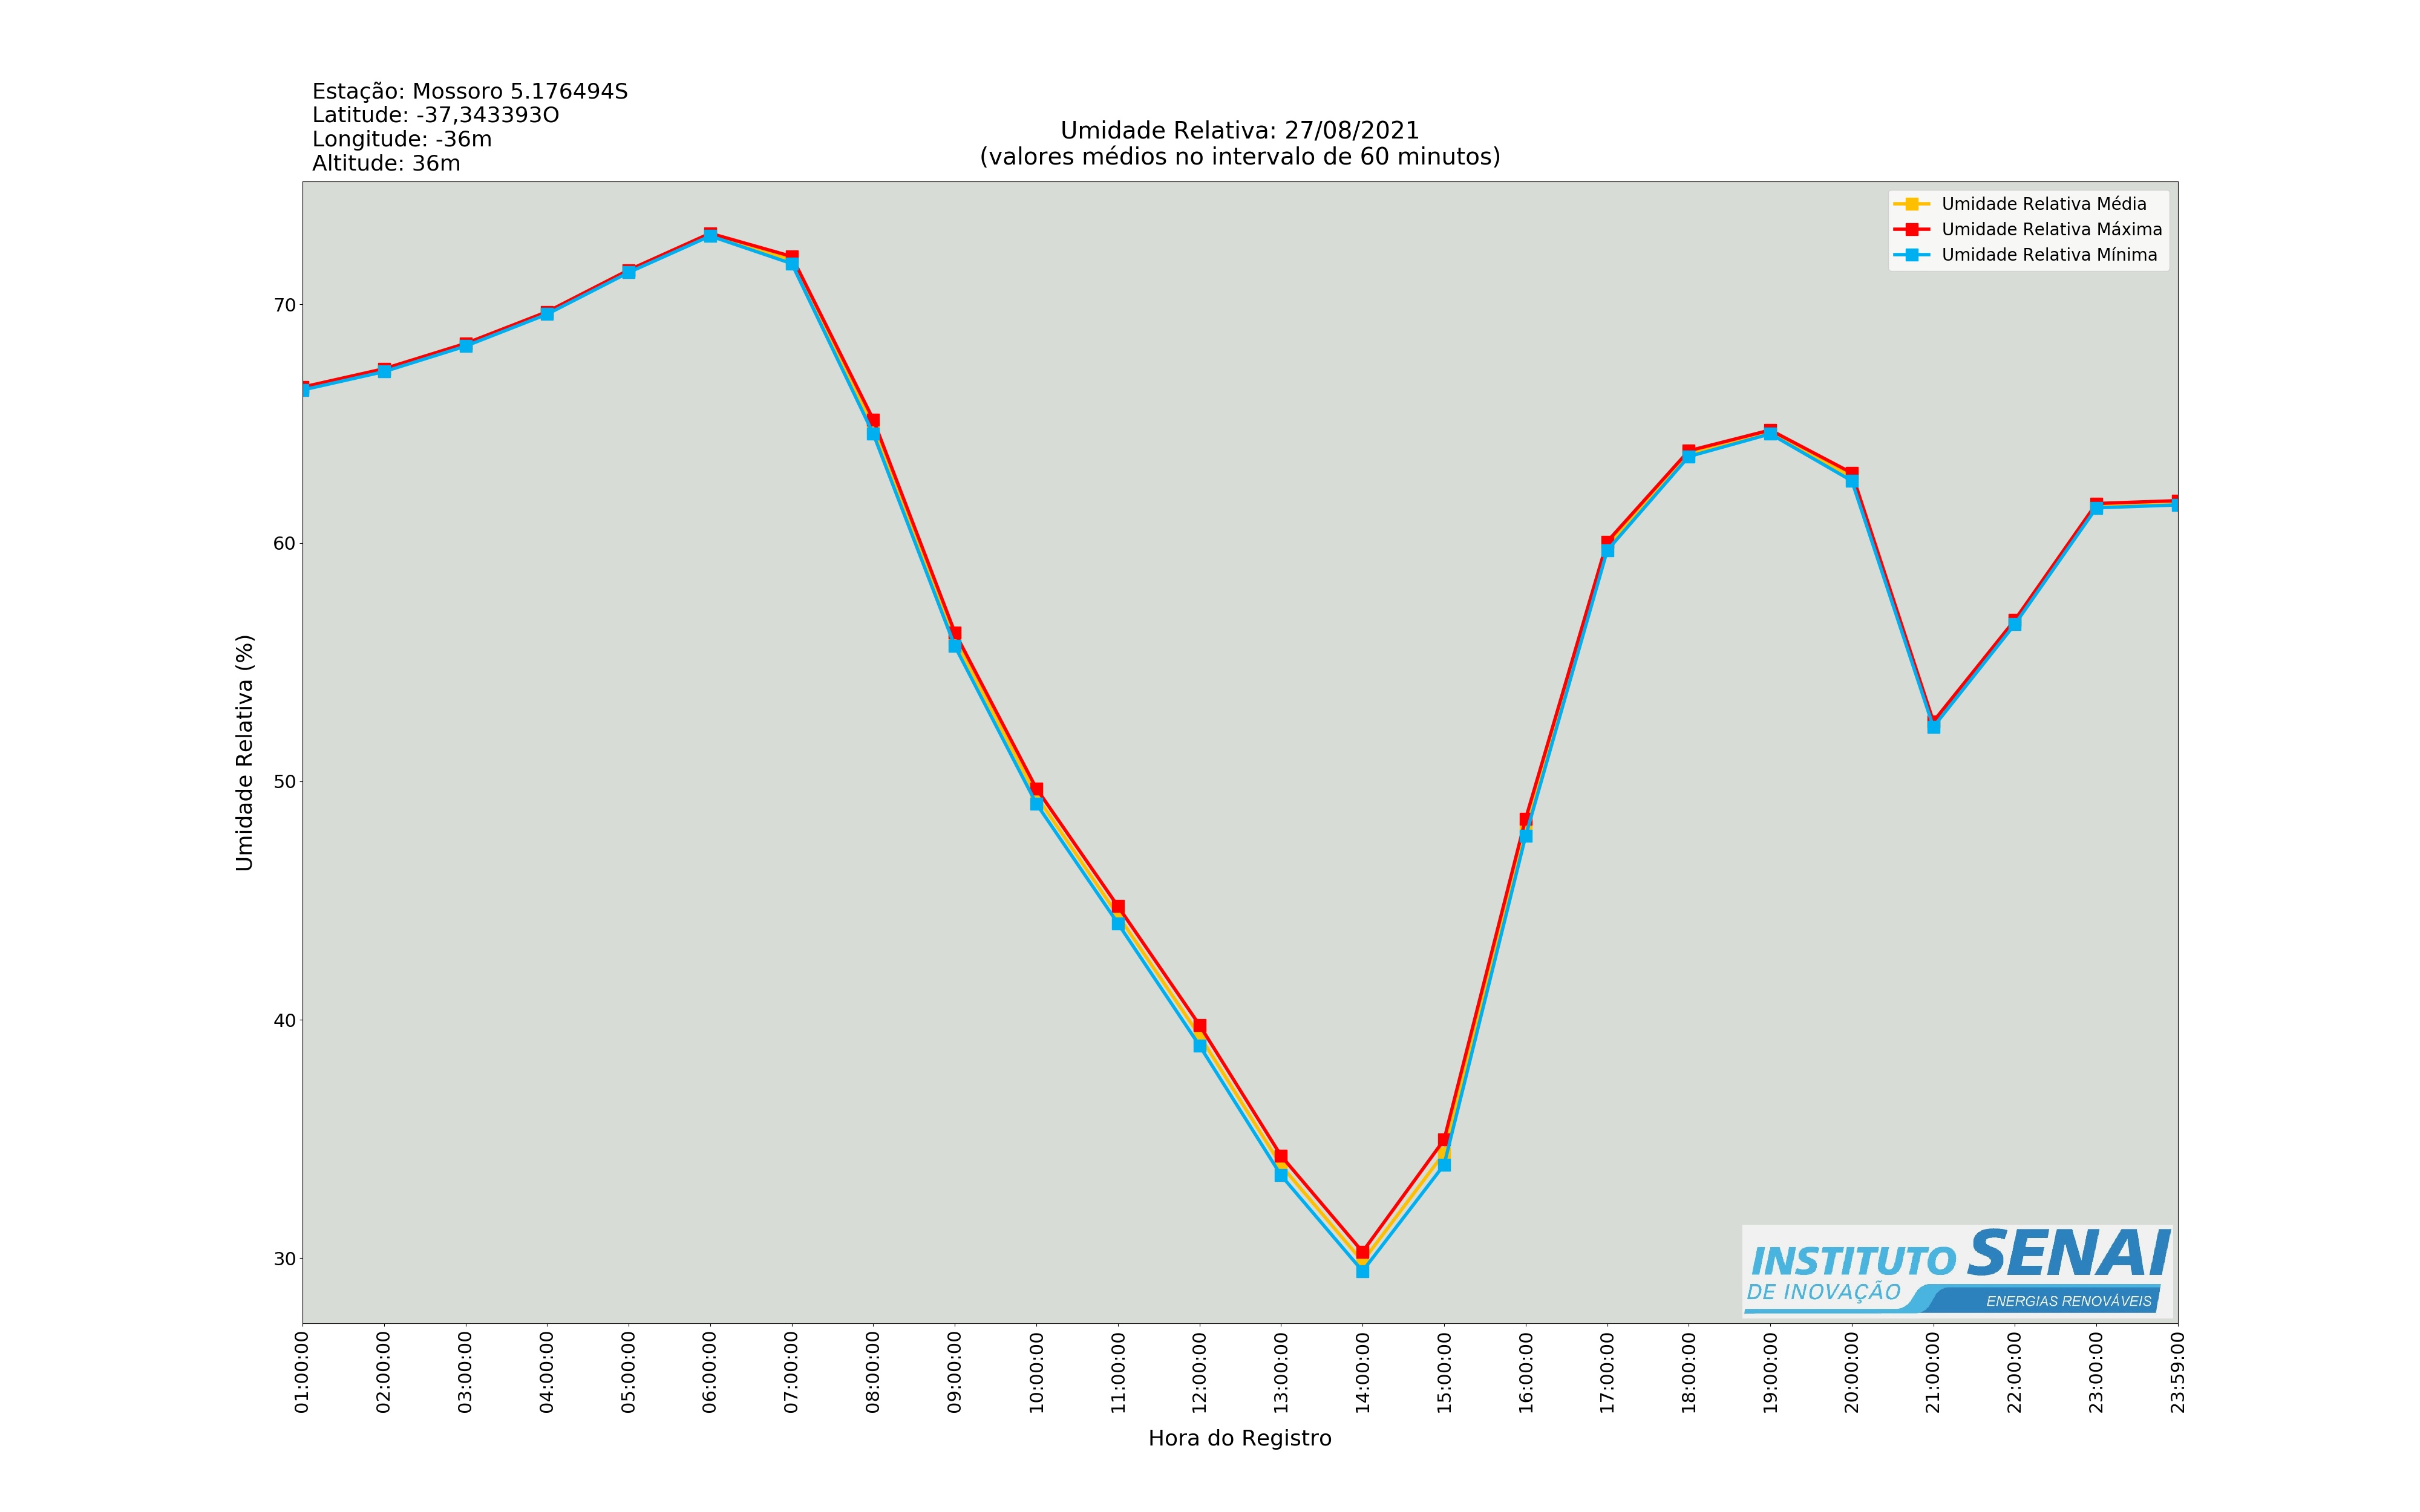 Estação: Mossoro 5.176494S
Latitude: -37,343393O
Longitude: -36m
Altitude: 36m
Umidade Relativa: 27/08/2021
(valores médios no intervalo de 60 minutos)
Umidade Relativa Média
Umidade Relativa Máxima
Umidade Relativa Mínima
Umidade Relativa (%)
70
60
50
40
30
INSTITUTO SENAI
DE INOVAÇÃO
ENERGIAS RENOVÁVEIS
01:00:00
02:00:00
03:00:00
04:00:00
05:00:00
06:00:00
07:00:00
08:00:00
09:00:00
10:00:00
11:00:00
12:00:00
13:00:00
14:00:00
15:00:00
16:00:00
17:00:00
18:00:00
19:00:00
20:00:00
21:00:00
22:00:00
23:00:00
23:59:00
Hora do Registro